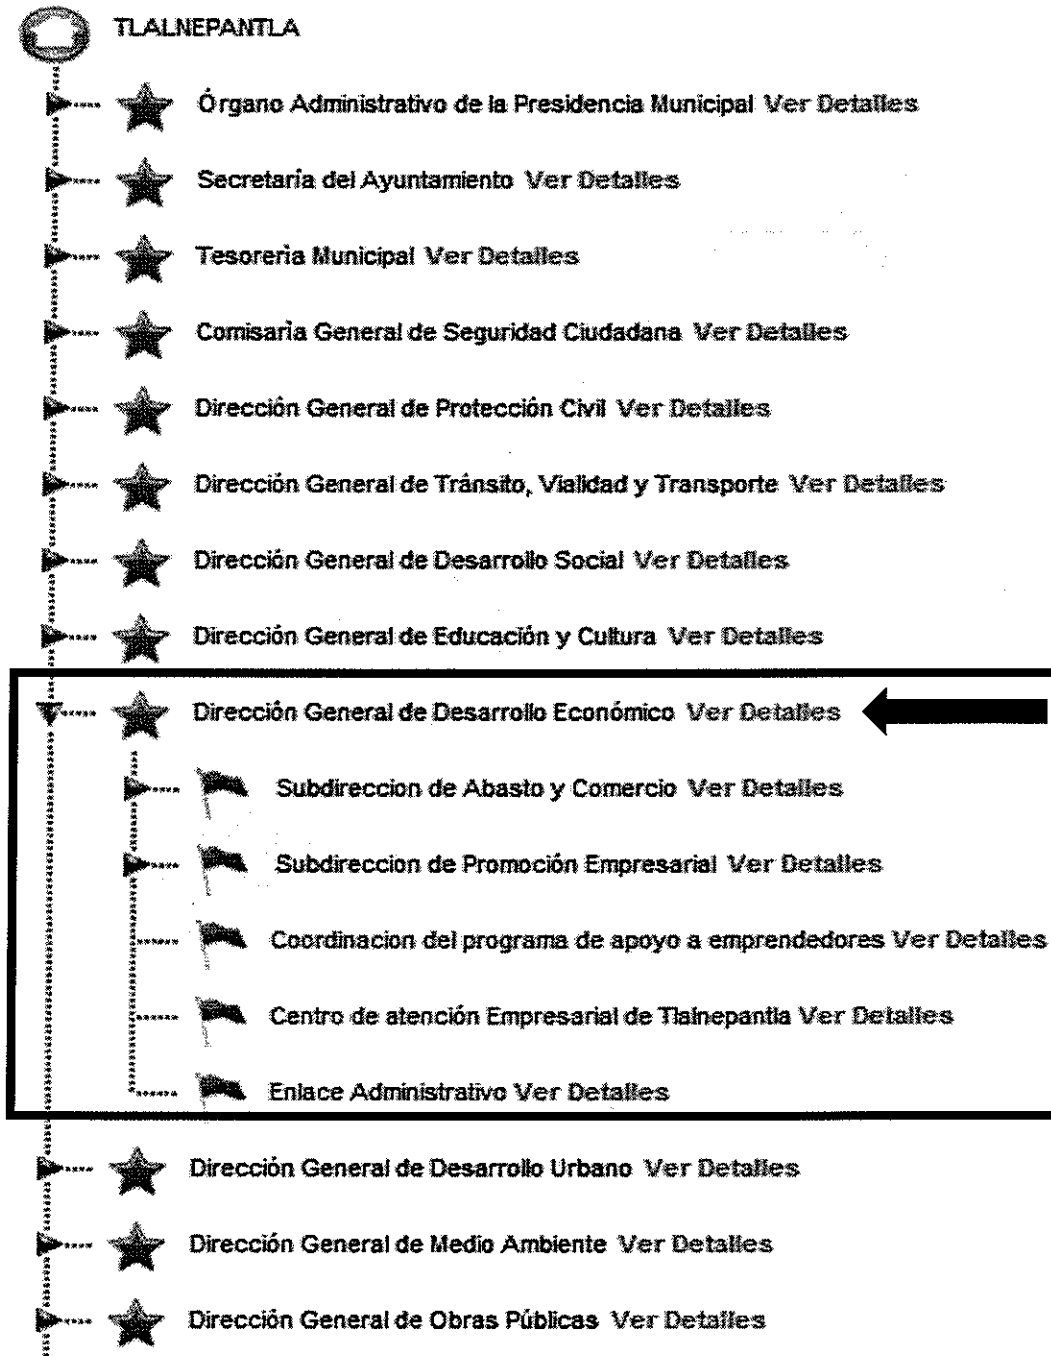 TLALNEPANTLA
Órgano Administrativo de la Presidencia Municipal Ver Detalles
Secretaría del Ayuntamiento Ver Detalles
Tesoreria Municipal Ver Detalles
Comisaria General de Seguridad Ciudadana Ver Detalles
Dirección General de Protección Civil Ver Detalles
Dirección General de Tránsito, Vialidad y Transporte Ver Detalles
Dirección General de Desarrollo Social Ver Detalles
Dirección General de Educación y Cultura Ver Detalles
Dirección General de Desarrollo Económico Ver Detalles
Subdireccion de Abasto y Comercio Ver Detalles
Subdireccion de Promoción Empresarial Ver Detalles
Coordinacion del programa de apoyo a emprendedores Ver Detalles
Centro de atención Empresarial de Tlalnepantla Ver Detalles
Enlace Administrativo Ver Detalles
Dirección General de Desarrollo Urbano Ver Detalles
Dirección General de Medio Ambiente Ver Detalles
Dirección General de Obras Públicas Ver Detalles